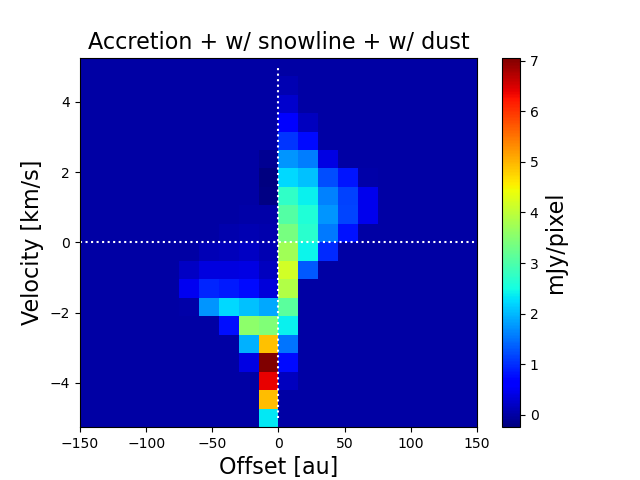 Accretion + w/ snowline + w/ dust
Velocity [km/s]
4
2
0
−2
−4
−150 −100 −50 0 50 100 150
Offset [au]
7
6
5
4
3
2
1
0
mJy/pixel